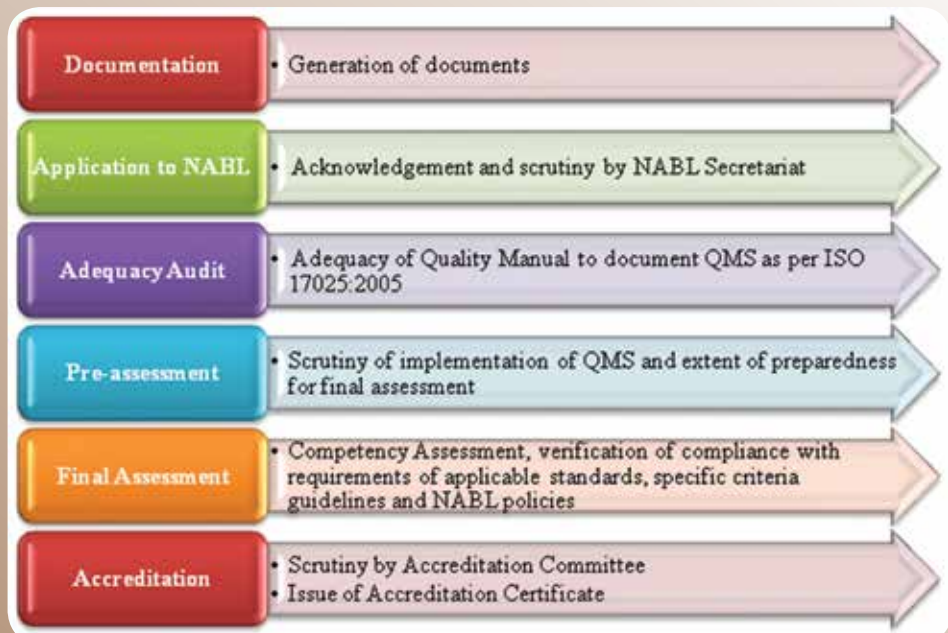 Documentation
• Generation of documents
Application to NABL
• Acknowledgement and scrutiny by NABL Secretariat
Adequacy Audit
• Adequacy of Quality Manual to document QMS as per ISO
17025:2005
Pre-assessment
• Scrutiny of implementation of QMS and extent of preparedness
for final assessment
Final Assessment
• Competency Assessment, verification of compliance with
requirements of applicable standards, specific criteria
guidelines and NABL policies
Accreditation
• Scrutiny by Accreditation Committee
• Issue of Accreditation Certificate